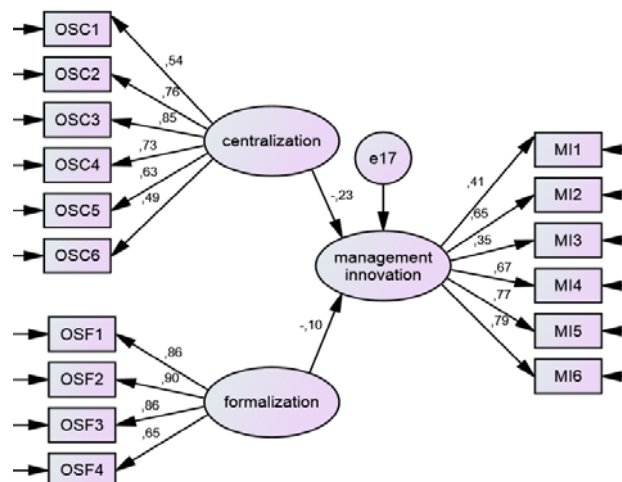 OSC1
OSC2
OSC3
OSC4
OSC5
OSC6
,54
,76
,85
,73
,63
,49
centralization
e17
-,23
management
innovation
,41
,65
,35
,67
,77
,79
MI1
MI2
MI3
MI4
MI5
MI6
-,10
OSF1
OSF2
OSF3
OSF4
,86
,90
,86
,65
formalization